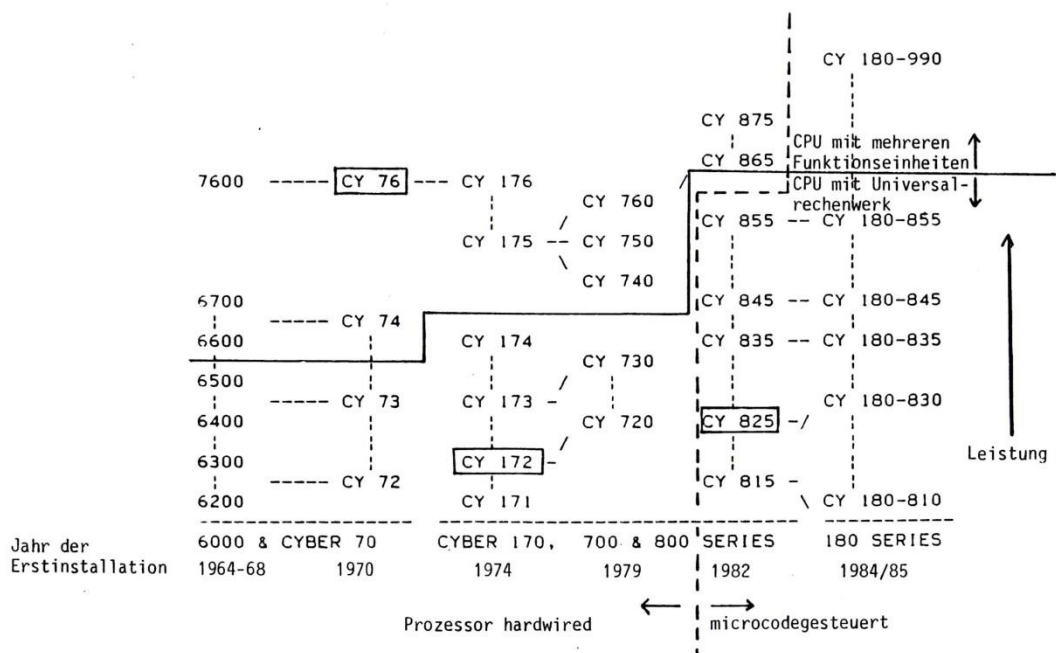 CY 180-990
CY 875
CPU mit mehreren
Funktionseinheiten
7600 ----- CY 76 --- CY 176
CY 865
CPU mit Universal-
rechenwerk
CY 760
CY 175 -- CY 750
CY 855 -- CY 180-855
CY 740
6700
CY 845 -- CY 180-845
----- CY 74
6600
CY 174
CY 835 -- CY 180-835
6500
CY 730
----- CY 73
CY 173 -
CY 180-830
6400
CY 720
CY 825 -/
6300
CY 172 -
Leistung
----- CY 72
CY 815 -
6200
CY 171
\ CY 180-810
Jahr der
Erstinstallation
6000 & CYBER 70
CYBER 170, 700 & 800 SERIES
180 SERIES
1964-68 1970 1974 1979 1982 1984/85
Prozessor hardwired
microcodegesteuert